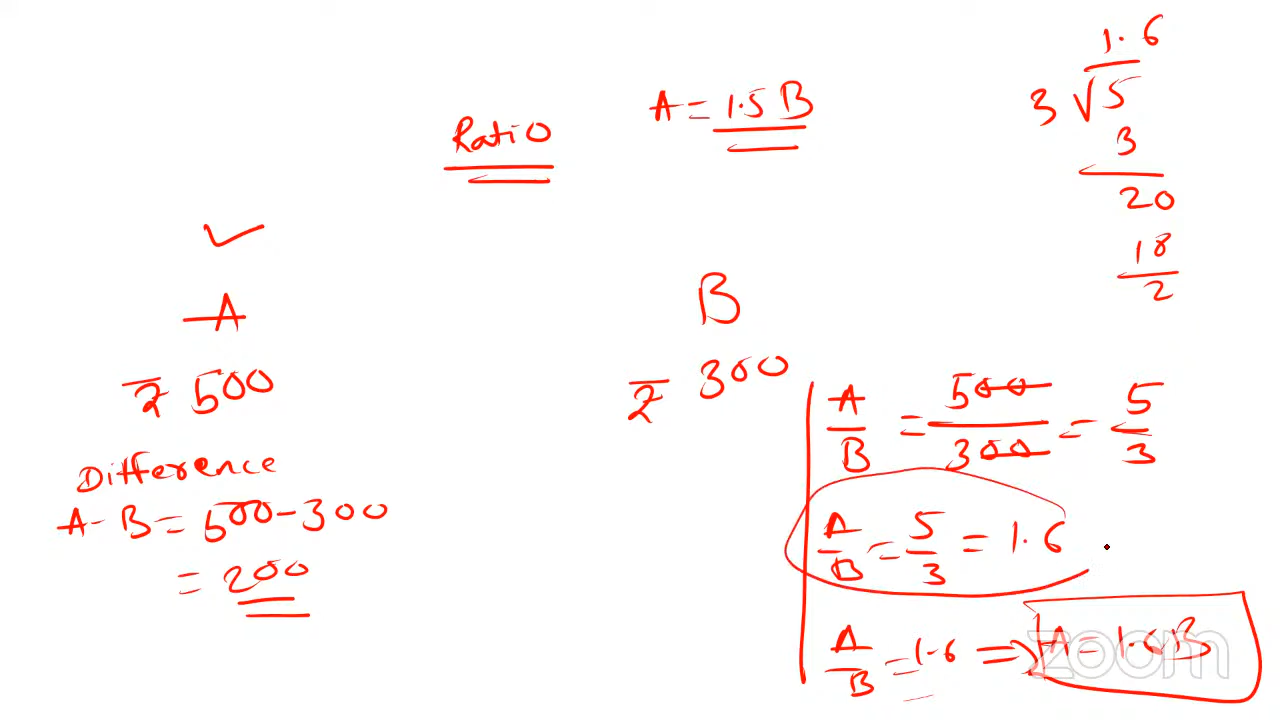 Ratio
A = 1.5 B
1.6
3 √5
3
20
18
2
A
₹ 500
B
₹ 300
Difference
A - B = 500 - 300
= 200
A/B = 500/300 = 5/3
A/B = 5/3 = 1.6
A/B = 1.6 ⇒ A = 1.6B
zoom